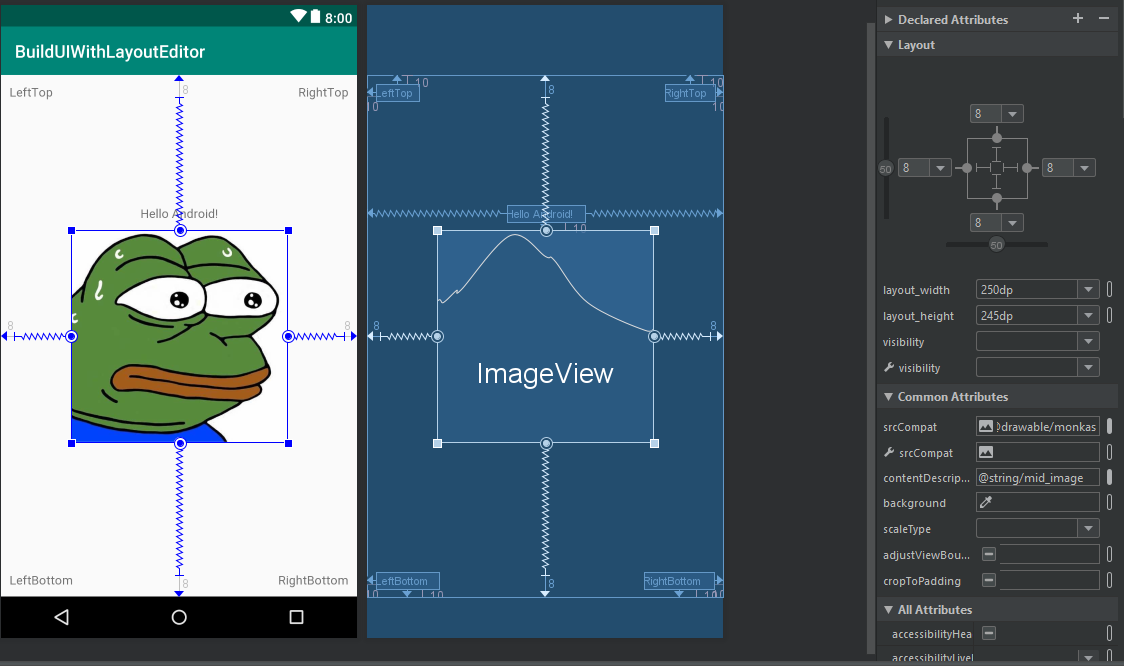 8:00
BuildUIWithLayoutEditor
LeftTop
RightTop
8
Hello Android!
8
8
8
LeftBottom
RightBottom
10
8
10
LeftTop
RightTop
10
10
Hello Android!
10
8
8
ImageView
8
LeftBottom
RightBottom
10
10
Declared Attributes
Layout
8
50
8
8
8
50
layout_width
250dp
layout_height
245dp
visibility
visibility
Common Attributes
srcCompat
@drawable/monkas
srcCompat
contentDescrip...
@string/mid_image
background
scaleType
adjustViewBou...
cropToPadding
All Attributes
accessibilityHea
accessibilityLivel